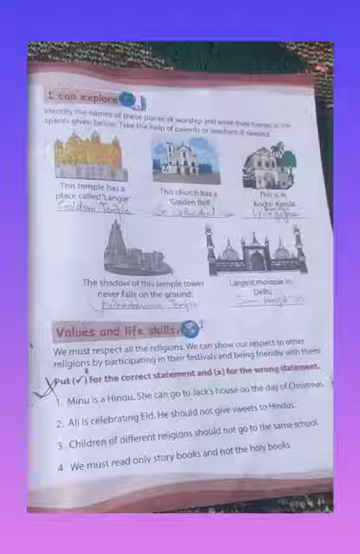 I can explore
Identify the names of these places of worship and write their names in the
spaces given below. Take the help of parents or teachers if needed.
This temple has a
place called 'Langar'
Golden Temple
This church has a
'Golden Bell'
This is in
Kochi, Kerala.
The shadow of this temple tower
never falls on the ground.
Temple
Largest mosque in
Delhi.
Values and life skills
We must respect all the religions. We can show our respect to other
religions by participating in their festivals and being friendly with them.
Put (✓) for the correct statement and (x) for the wrong statement.
1. Minu is a Hindu. She can go to Jack's house on the day of Christmas.
2. Ali is celebrating Eid. He should not give sweets to Hindus.
3. Children of different religions should not go to the same school.
4. We must read only story books and not the holy books.